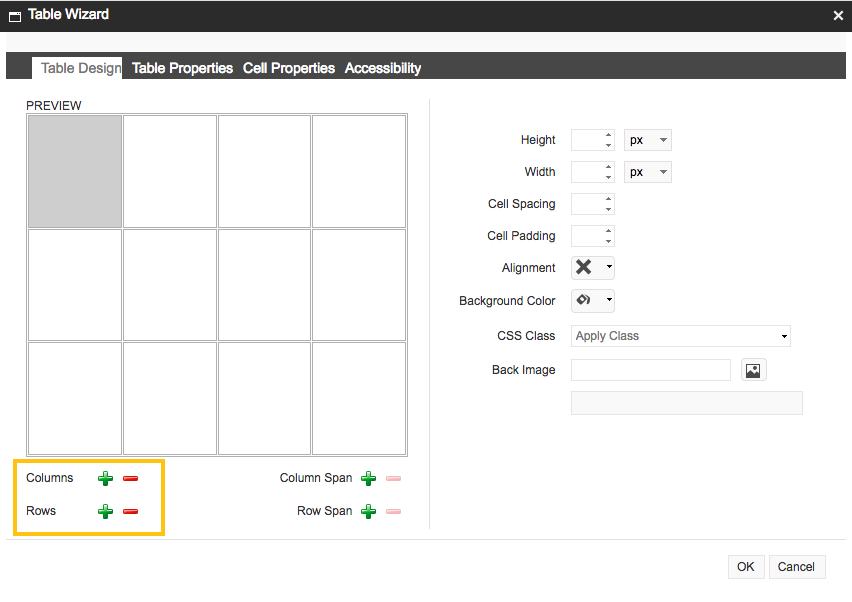 Table Wizard
Table Design Table Properties Cell Properties Accessibility
PREVIEW
Height px
Width px
Cell Spacing
Cell Padding
Alignment
Background Color
CSS Class Apply Class
Back Image
Columns
Column Span
Rows
Row Span
OK Cancel